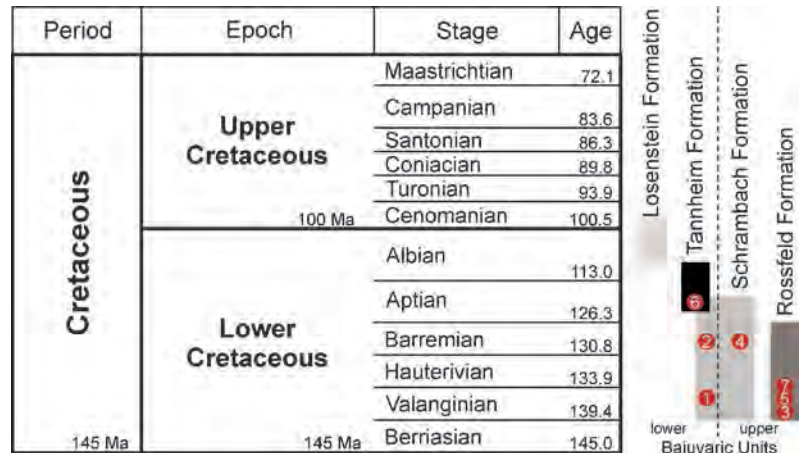 Period Epoch Stage Age
Cretaceous
Upper
Cretaceous
100 Ma
Lower
Cretaceous
145 Ma
145 Ma
Maastrichtian 72.1
Campanian 83.6
Santonian 86.3
Coniacian 89.8
Turonian 93.9
Cenomanian 100.5
Albian 113.0
Aptian 126.3
Barremian 130.8
Hauterivian 133.9
Valanginian 139.4
Berriasian 145.0
Losenstein Formation
Tannheim Formation
Schrambach Formation
Rossfeld Formation
6
2 4
1
7
5
3
lower upper
Bajuvaric Units